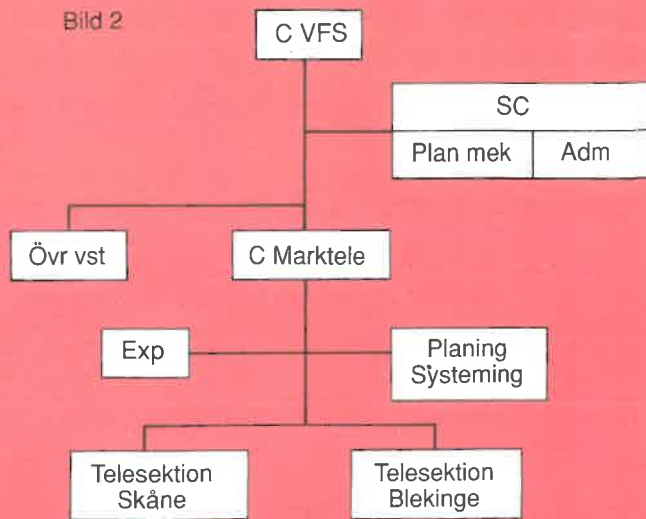 Bild 2
C VFS
SC
Plan mek
Adm
Övr vst
C Marktele
Exp
Planing
Systeming
Telesektion
Skåne
Telesektion
Blekinge